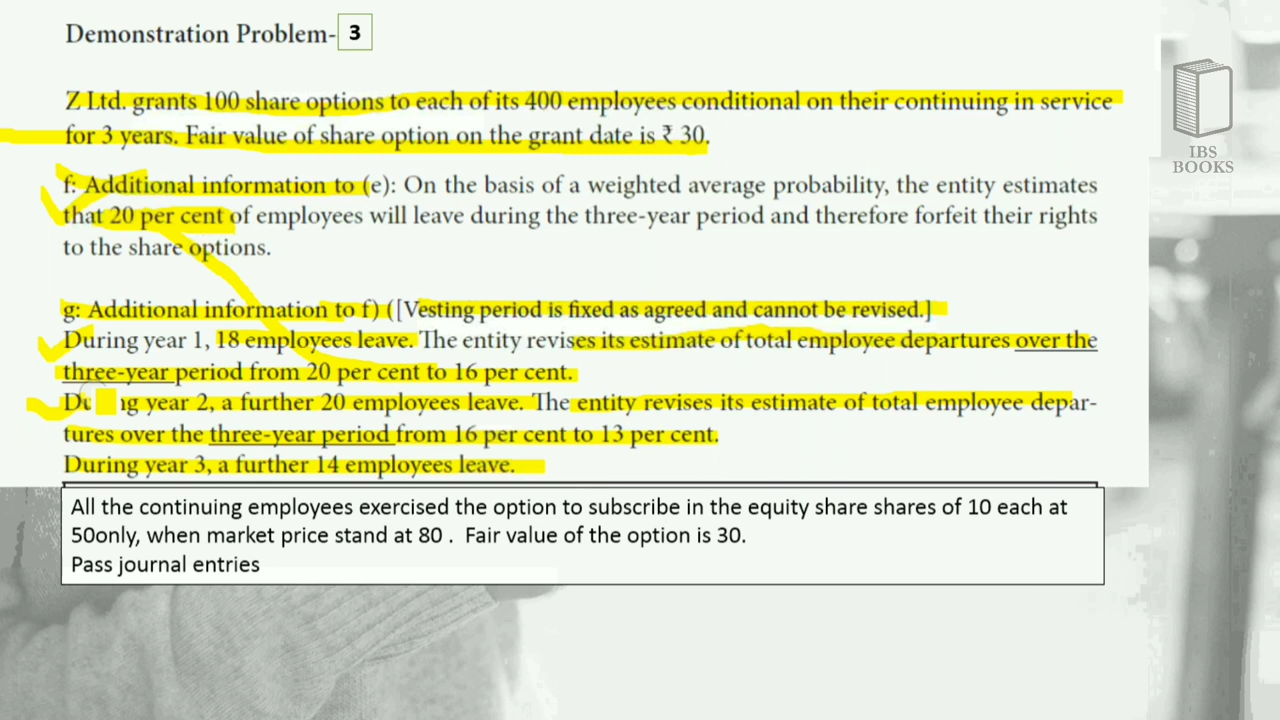 Demonstration Problem- 3
Z Ltd. grants 100 share options to each of its 400 employees conditional on their continuing in service
for 3 years. Fair value of share option on the grant date is ₹ 30.
f: Additional information to (e): On the basis of a weighted average probability, the entity estimates
that 20 per cent of employees will leave during the three-year period and therefore forfeit their rights
to the share options.
g: Additional information to f) ([Vesting period is fixed as agreed and cannot be revised.]
During year 1, 18 employees leave. The entity revises its estimate of total employee departures over the
three-year period from 20 per cent to 16 per cent.
year 2, a further 20 employees leave. The entity revises its estimate of total employee depar-
tures over the three-year period from 16 per cent to 13 per cent.
During year 3, a further 14 employees leave.
All the continuing employees exercised the option to subscribe in the equity share shares of 10 each at
50only, when market price stand at 80 . Fair value of the option is 30.
Pass journal entries
IBS
BOOKS